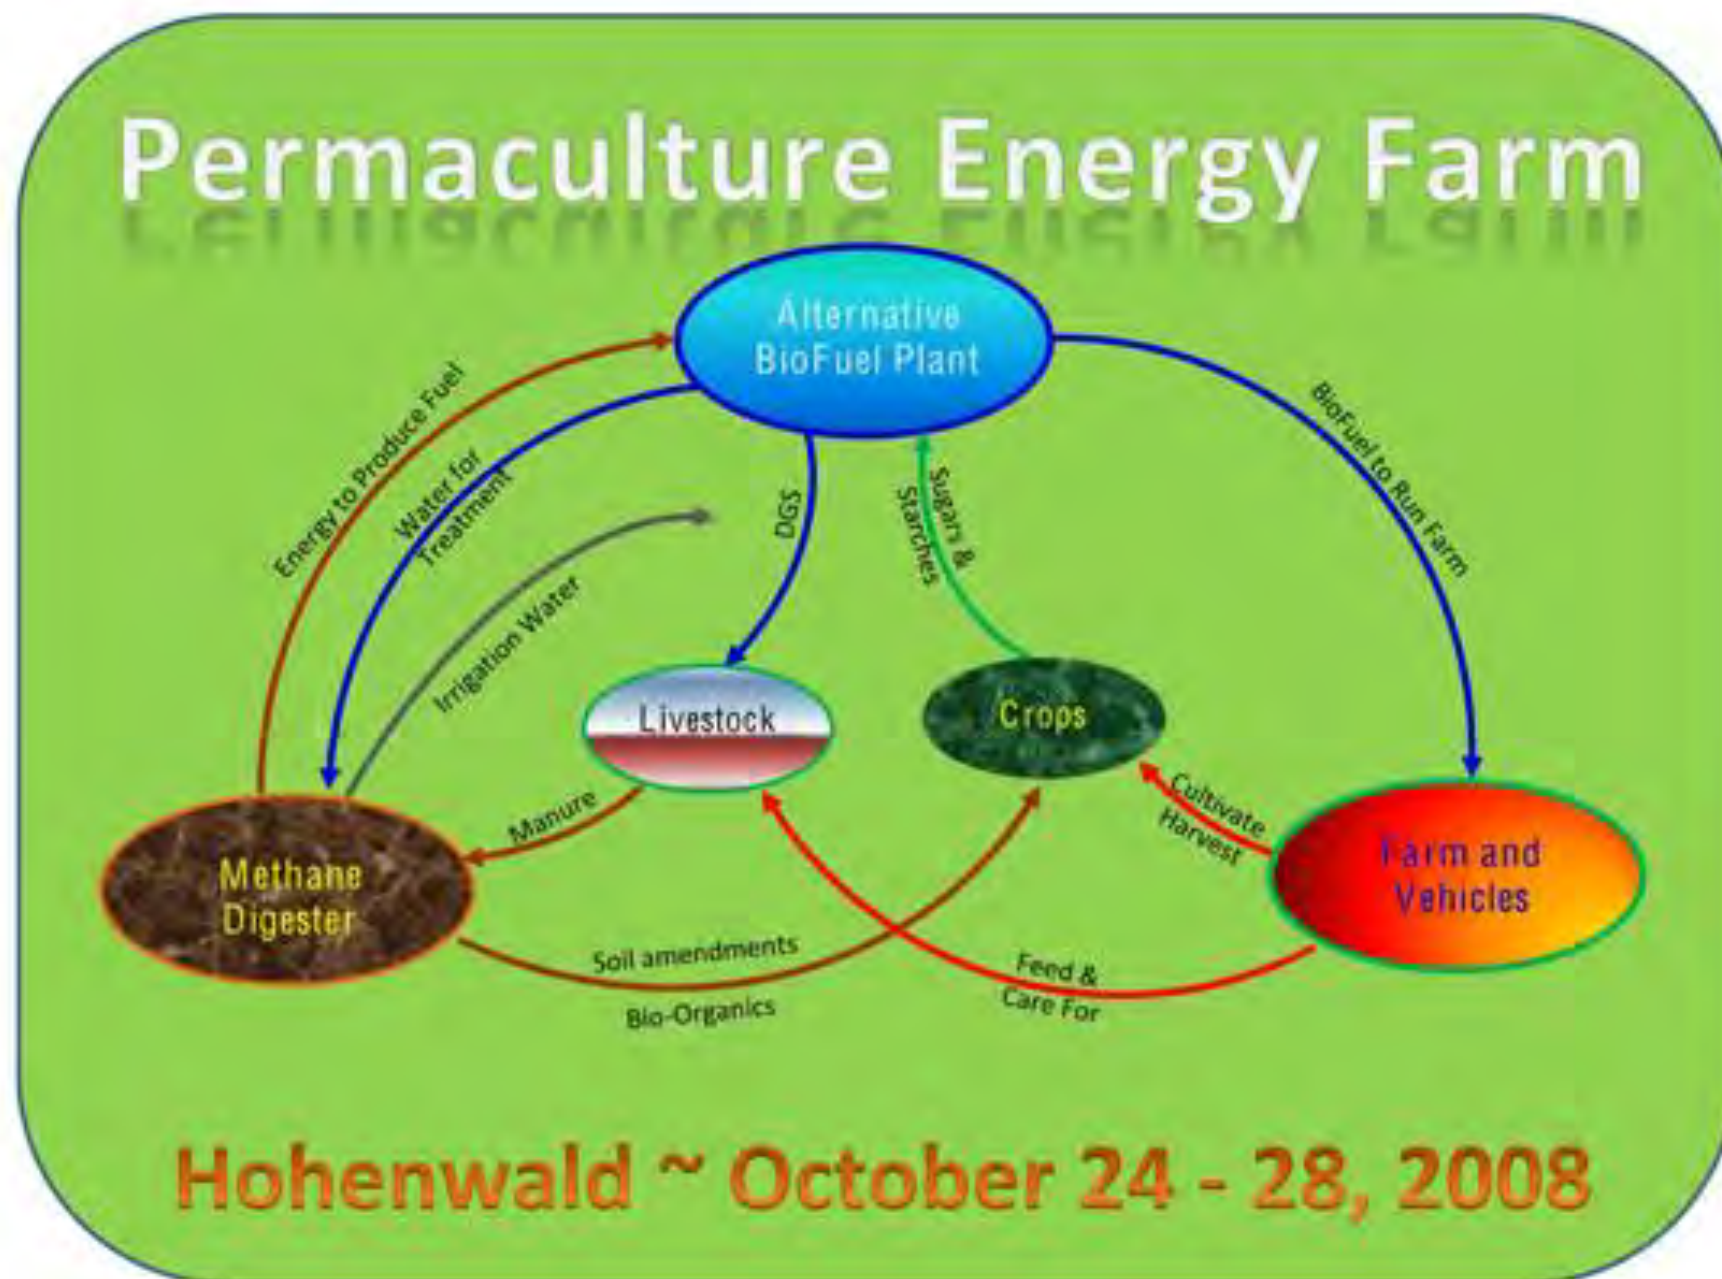 Permaculture Energy Farm
Alternative
BioFuel Plant
Energy to Produce Fuel
Water for
Treatment
Irrigation Water
DGS
Sugars &
Starches
BioFuel to Run Farm
Livestock
Crops
Manure
Cultivate
Harvest
Methane
Digester
Farm and
Vehicles
Soil amendments
Bio-Organics
Feed &
Care For
Hohenwald ~ October 24 - 28, 2008